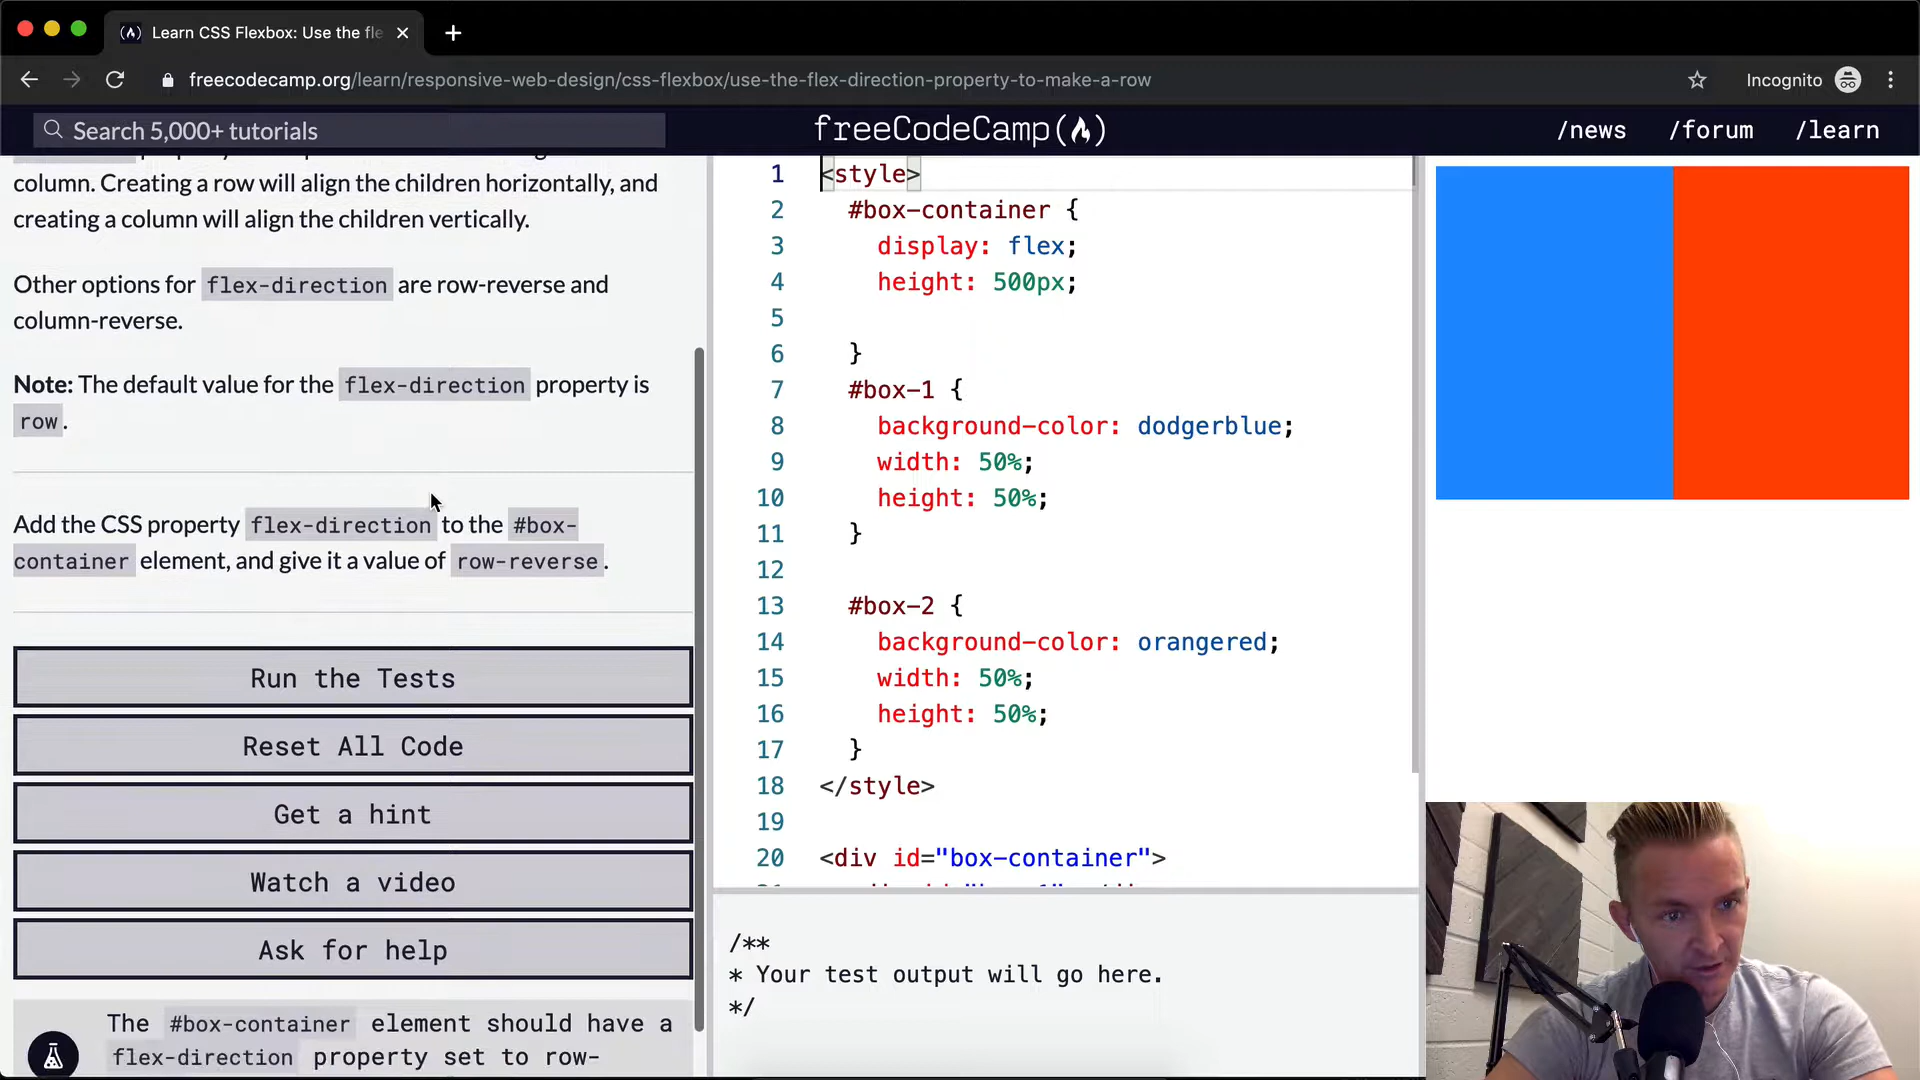 Learn CSS Flexbox: Use the fle
freecodecamp.org/learn/responsive-web-design/css-flexbox/use-the-flex-direction-property-to-make-a-row
Incognito
Search 5,000+ tutorials
freeCodeCamp
/news /forum /learn
column. Creating a row will align the children horizontally, and
creating a column will align the children vertically.
Other options for flex-direction are row-reverse and
column-reverse.
Note: The default value for the flex-direction property is
row.
Add the CSS property flex-direction to the #box-
container element, and give it a value of row-reverse.
Run the Tests
Reset All Code
Get a hint
Watch a video
Ask for help
The #box-container element should have a
flex-direction property set to row-
1 <style>
2 #box-container {
3 display: flex;
4 height: 500px;
5
6 }
7 #box-1 {
8 background-color: dodgerblue;
9 width: 50%;
10 height: 50%;
11 }
12
13 #box-2 {
14 background-color: orangered;
15 width: 50%;
16 height: 50%;
17 }
18 </style>
19
20 <div id="box-container">
/**
* Your test output will go here.
*/